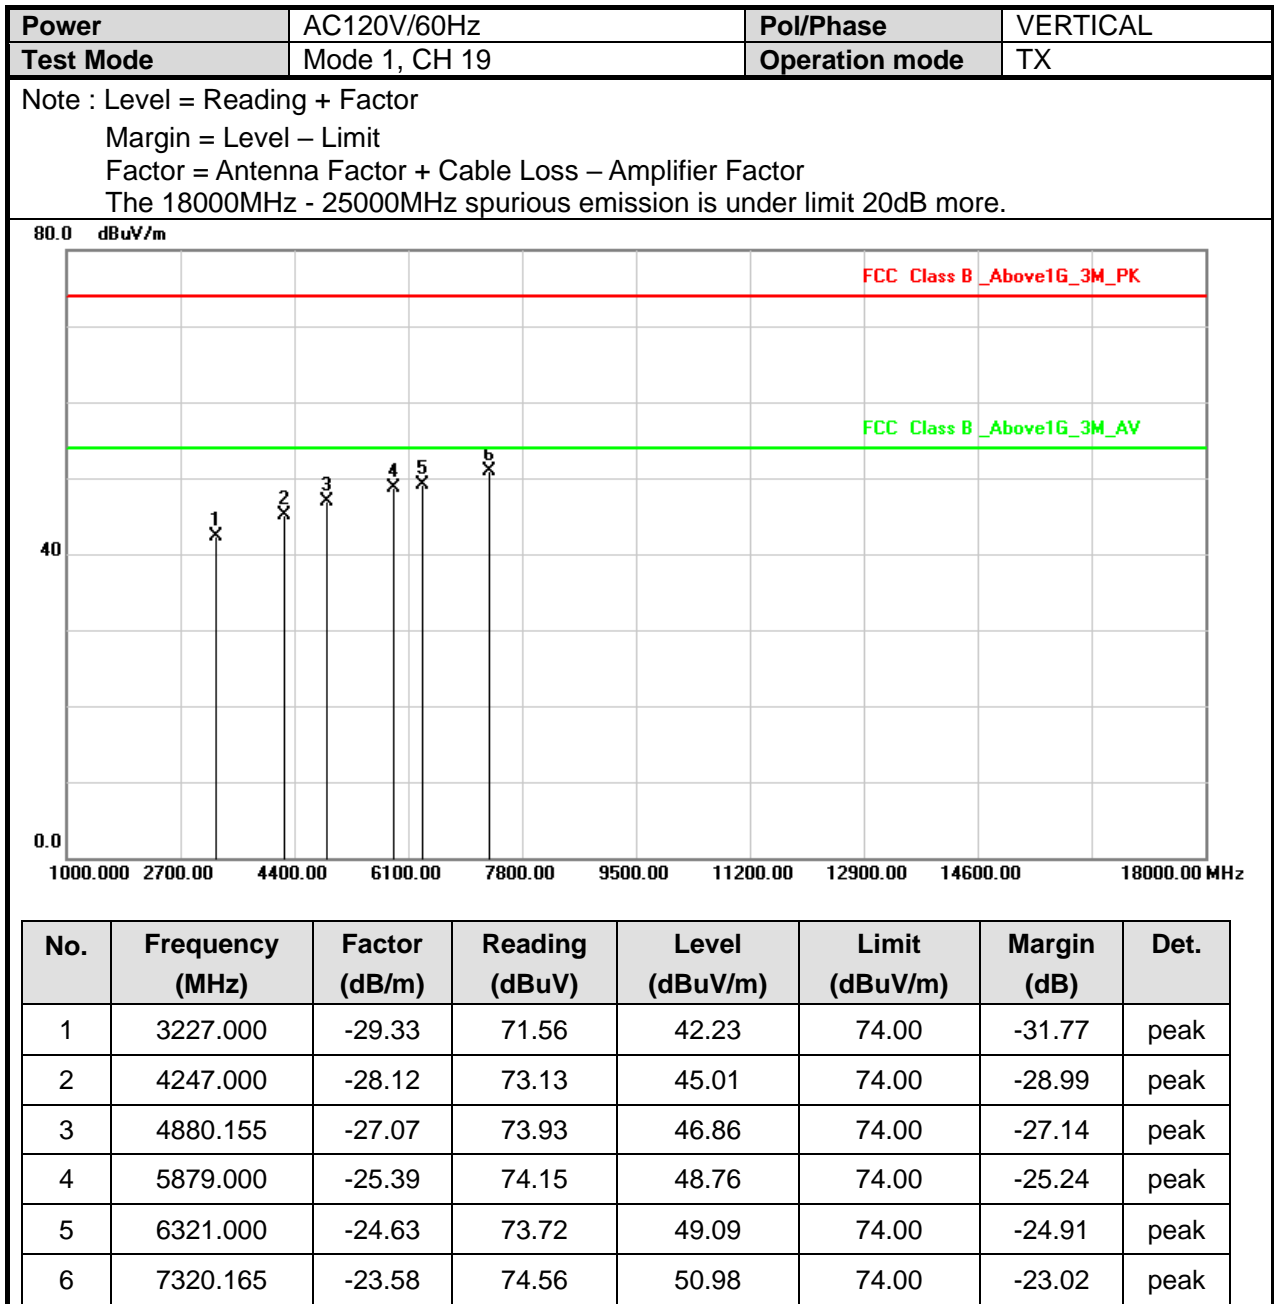 Power AC120V/60Hz Pol/Phase VERTICAL
Test Mode Mode 1, CH 19 Operation mode TX
Note : Level = Reading + Factor
Margin = Level – Limit
Factor = Antenna Factor + Cable Loss – Amplifier Factor
The 18000MHz - 25000MHz spurious emission is under limit 20dB more.
80.0 dBuV/m
FCC Class B _Above1G_3M_PK
FCC Class B _Above1G_3M_AV
1 2 3 4 5 6
40
0.0
1000.000 2700.00 4400.00 6100.00 7800.00 9500.00 11200.00 12900.00 14600.00 18000.00 MHz
No. Frequency Factor Reading Level Limit Margin Det.
(MHz) (dB/m) (dBuV) (dBuV/m) (dBuV/m) (dB)
1 3227.000 -29.33 71.56 42.23 74.00 -31.77 peak
2 4247.000 -28.12 73.13 45.01 74.00 -28.99 peak
3 4880.155 -27.07 73.93 46.86 74.00 -27.14 peak
4 5879.000 -25.39 74.15 48.76 74.00 -25.24 peak
5 6321.000 -24.63 73.72 49.09 74.00 -24.91 peak
6 7320.165 -23.58 74.56 50.98 74.00 -23.02 peak